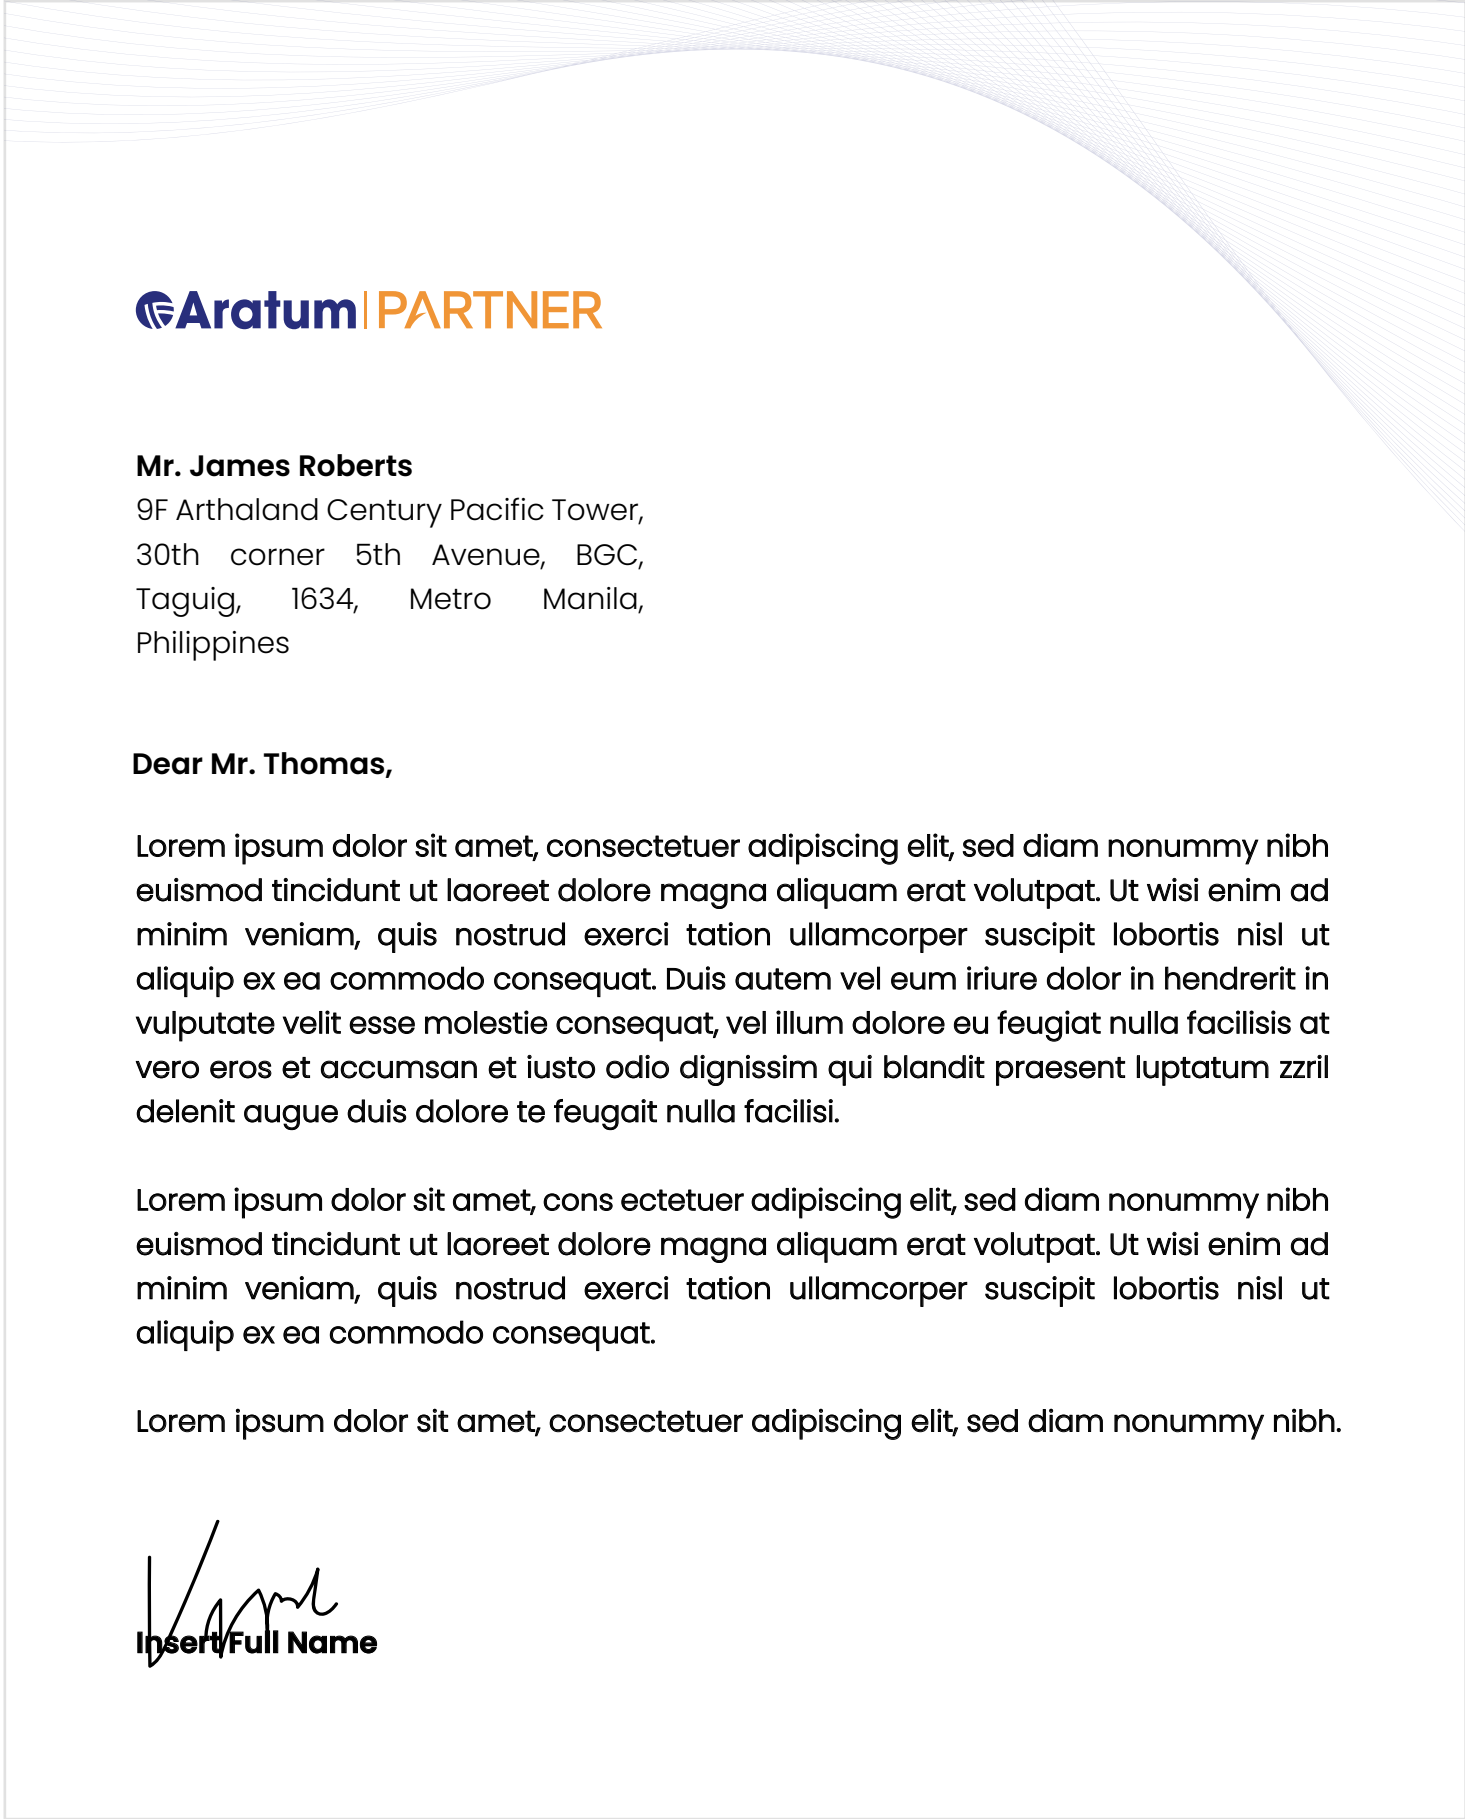 Aratum | PARTNER
Mr. James Roberts
9F Arthaland Century Pacific Tower,
30th corner 5th Avenue, BGC,
Taguig, 1634, Metro Manila,
Philippines
Dear Mr. Thomas,
Lorem ipsum dolor sit amet, consectetuer adipiscing elit, sed diam nonummy nibh
euismod tincidunt ut laoreet dolore magna aliquam erat volutpat. Ut wisi enim ad
minim veniam, quis nostrud exerci tation ullamcorper suscipit lobortis nisl ut
aliquip ex ea commodo consequat. Duis autem vel eum iriure dolor in hendrerit in
vulputate velit esse molestie consequat, vel illum dolore eu feugiat nulla facilisis at
vero eros et accumsan et iusto odio dignissim qui blandit praesent luptatum zzril
delenit augue duis dolore te feugait nulla facilisi.
Lorem ipsum dolor sit amet, cons ectetuer adipiscing elit, sed diam nonummy nibh
euismod tincidunt ut laoreet dolore magna aliquam erat volutpat. Ut wisi enim ad
minim veniam, quis nostrud exerci tation ullamcorper suscipit lobortis nisl ut
aliquip ex ea commodo consequat.
Lorem ipsum dolor sit amet, consectetuer adipiscing elit, sed diam nonummy nibh.
Insert Full Name